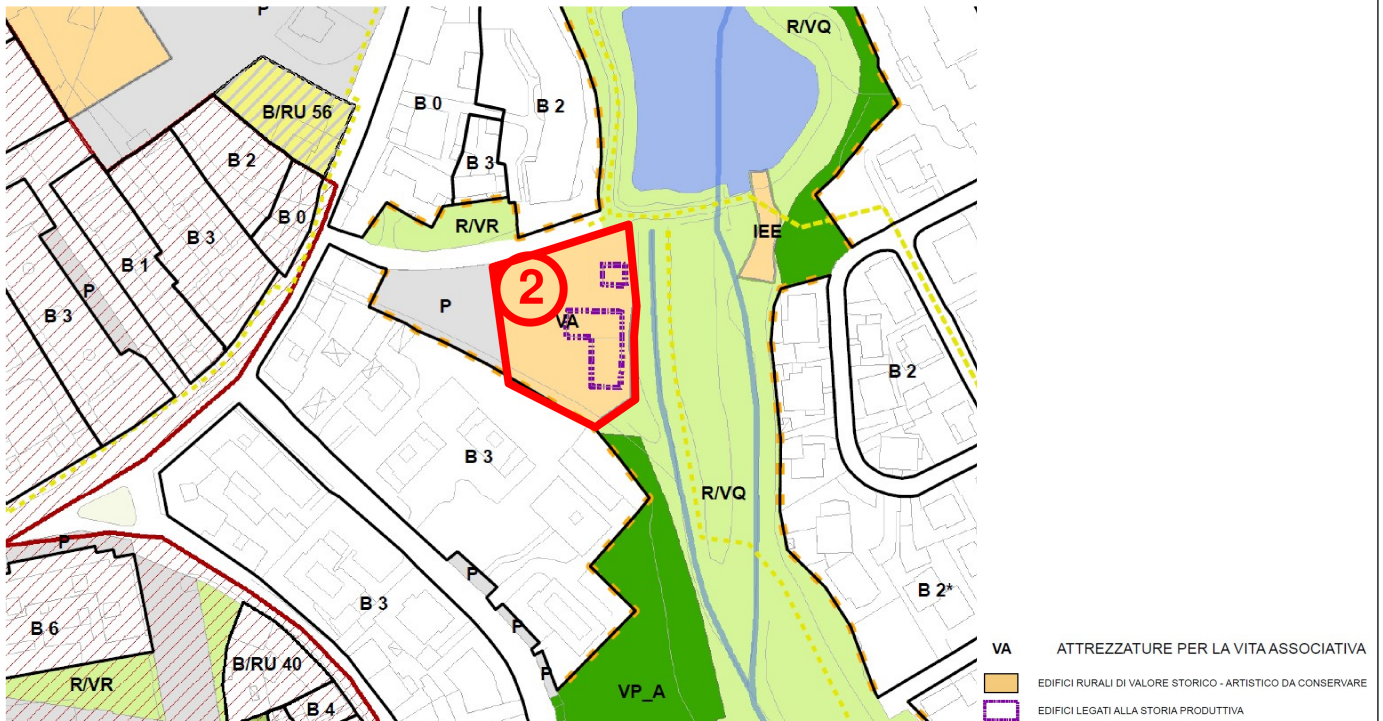 P
R/VQ
B/RU 56
B 0
B 2
B 3
B 2
R/VR
B 0
IEE
B 3
B 1
P
B 3
2
P
VA
B 2
B 3
R/VQ
P
P
B 2*
B 3
P
B 6
B/RU 40
P
R/VR
VP_A
B 4
VA ATTREZZATURE PER LA VITA ASSOCIATIVA
EDIFICI RURALI DI VALORE STORICO - ARTISTICO DA CONSERVARE
EDIFICI LEGATI ALLA STORIA PRODUTTIVA